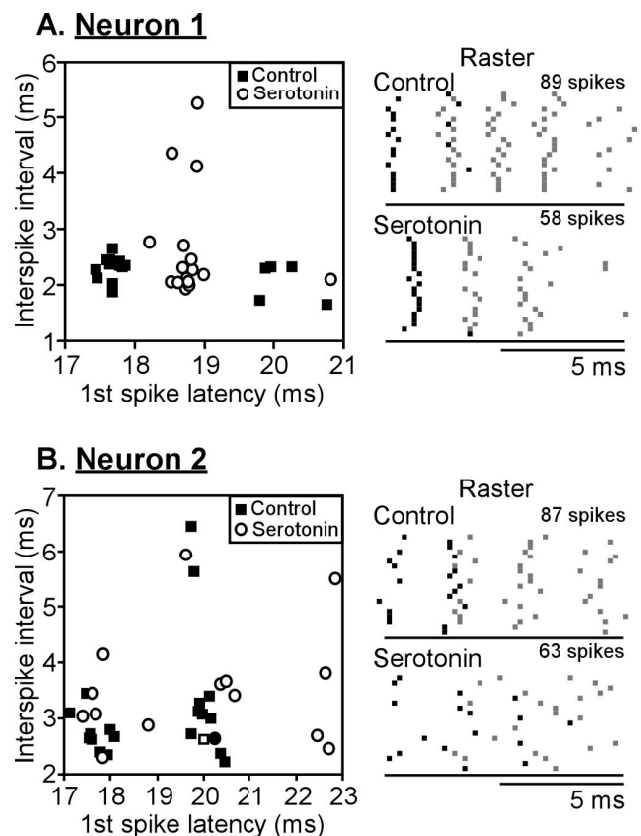 A. Neuron 1
Interspike interval (ms)
6
5
4
3
2
1
Control
Serotonin
17 18 19 20 21
1st spike latency (ms)
Raster
Control 89 spikes
Serotonin 58 spikes
5 ms
B. Neuron 2
Interspike interval (ms)
7
6
5
4
3
2
Control
Serotonin
17 18 19 20 21 22 23
1st spike latency (ms)
Raster
Control 87 spikes
Serotonin 63 spikes
5 ms